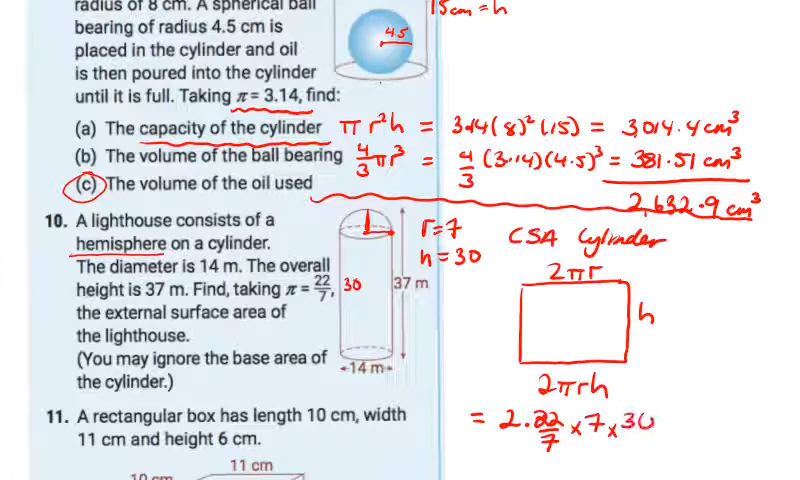 radius of 8 cm. A spherical ball
15cm = h
bearing of radius 4.5 cm is
4.5
placed in the cylinder and oil
is then poured into the cylinder
until it is full. Taking π = 3.14, find:
(a) The capacity of the cylinder π r²h = 3.14(8)²(15) = 3,014.4 cm³
(b) The volume of the ball bearing 4/3 πr³ = 4/3 (3.14)(4.5)³ = 381.51 cm³
(c) The volume of the oil used
2,632.9 cm³
10. A lighthouse consists of a
hemisphere on a cylinder.
The diameter is 14 m. The overall
height is 37 m. Find, taking π = 22/7,
the external surface area of
the lighthouse.
(You may ignore the base area of
the cylinder.)
30
37 m
14 m
r=7
h=30
CSA Cylinder
2πr
h
2πrh
= 2.22/7 × 7 × 30
11. A rectangular box has length 10 cm, width
11 cm and height 6 cm.
11 cm
10 cm